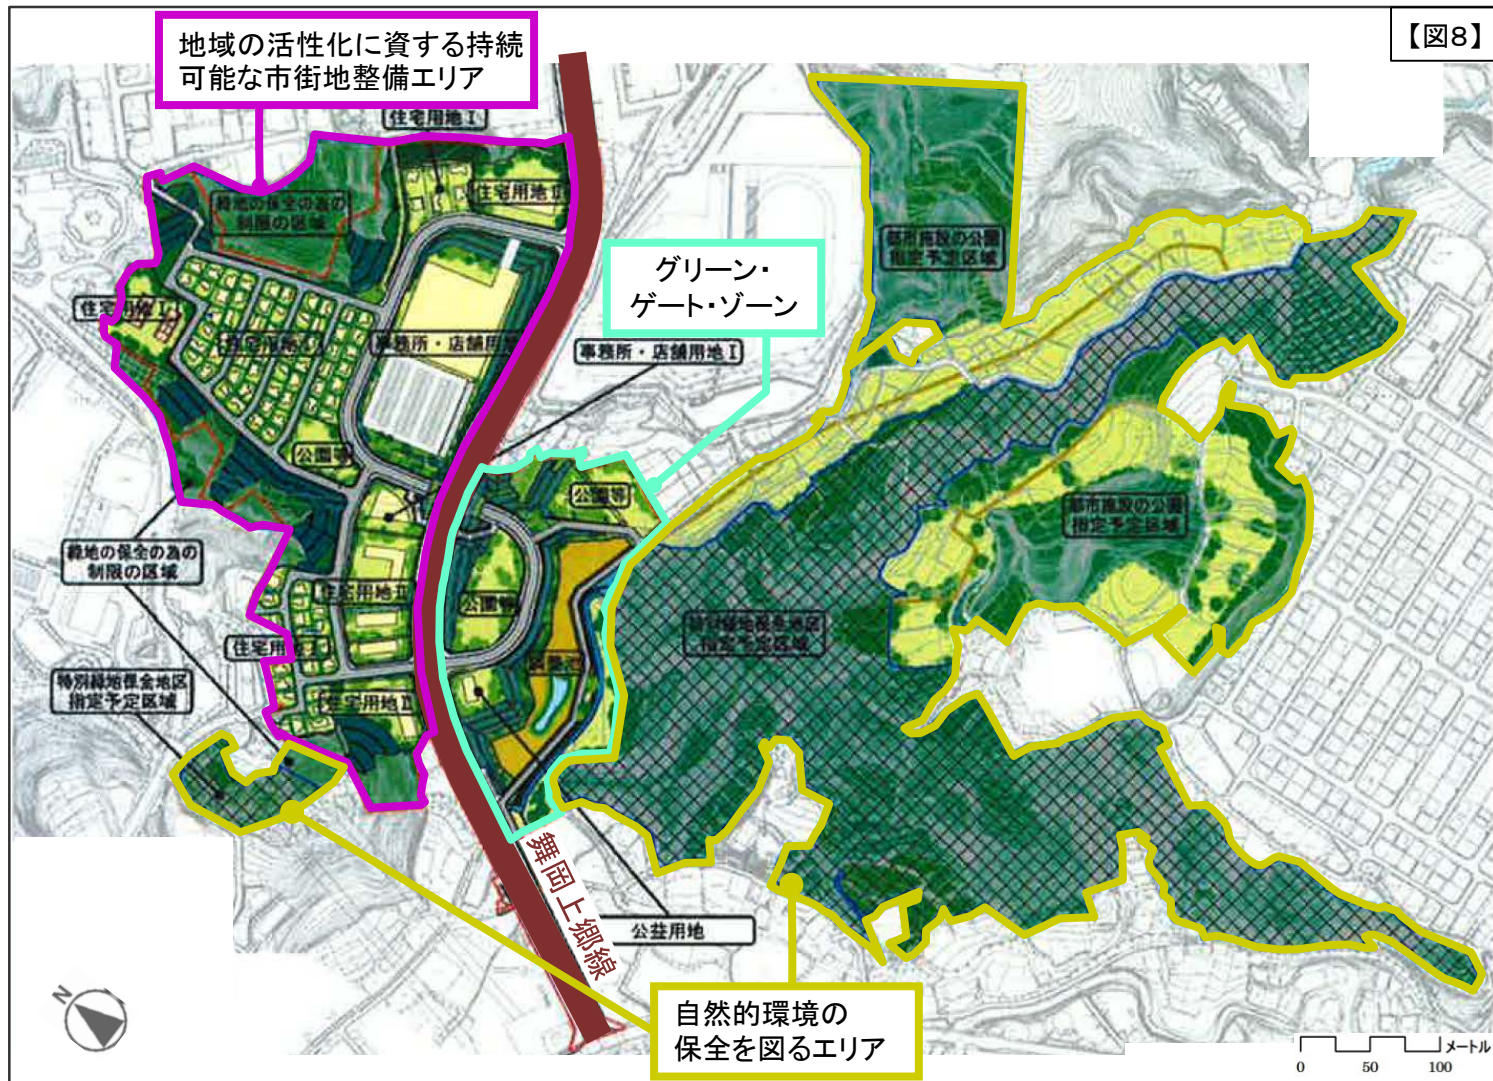 【図8】
地域の活性化に資する持続
可能な市街地整備エリア
住宅用地Ⅰ
住宅用地Ⅱ
緑地の保全の為の
制限の区域
都市施設の公園
指定予定区域
グリーン・
ゲート・ゾーン
住宅用地Ⅰ
住宅用地Ⅰ
事務所・店舗用地
事務所・店舗用地Ⅰ
公園等
公園等
都市施設の公園
指定予定区域
緑地の保全の為の
制限の区域
住宅用地Ⅱ
公園等
緑地保全地区
指定予定区域
住宅用地
特別緑地保全地区
指定予定区域
住宅用地Ⅱ
舞岡上郷線
公益用地
自然的環境の
保全を図るエリア
N
メートル
0 50 100